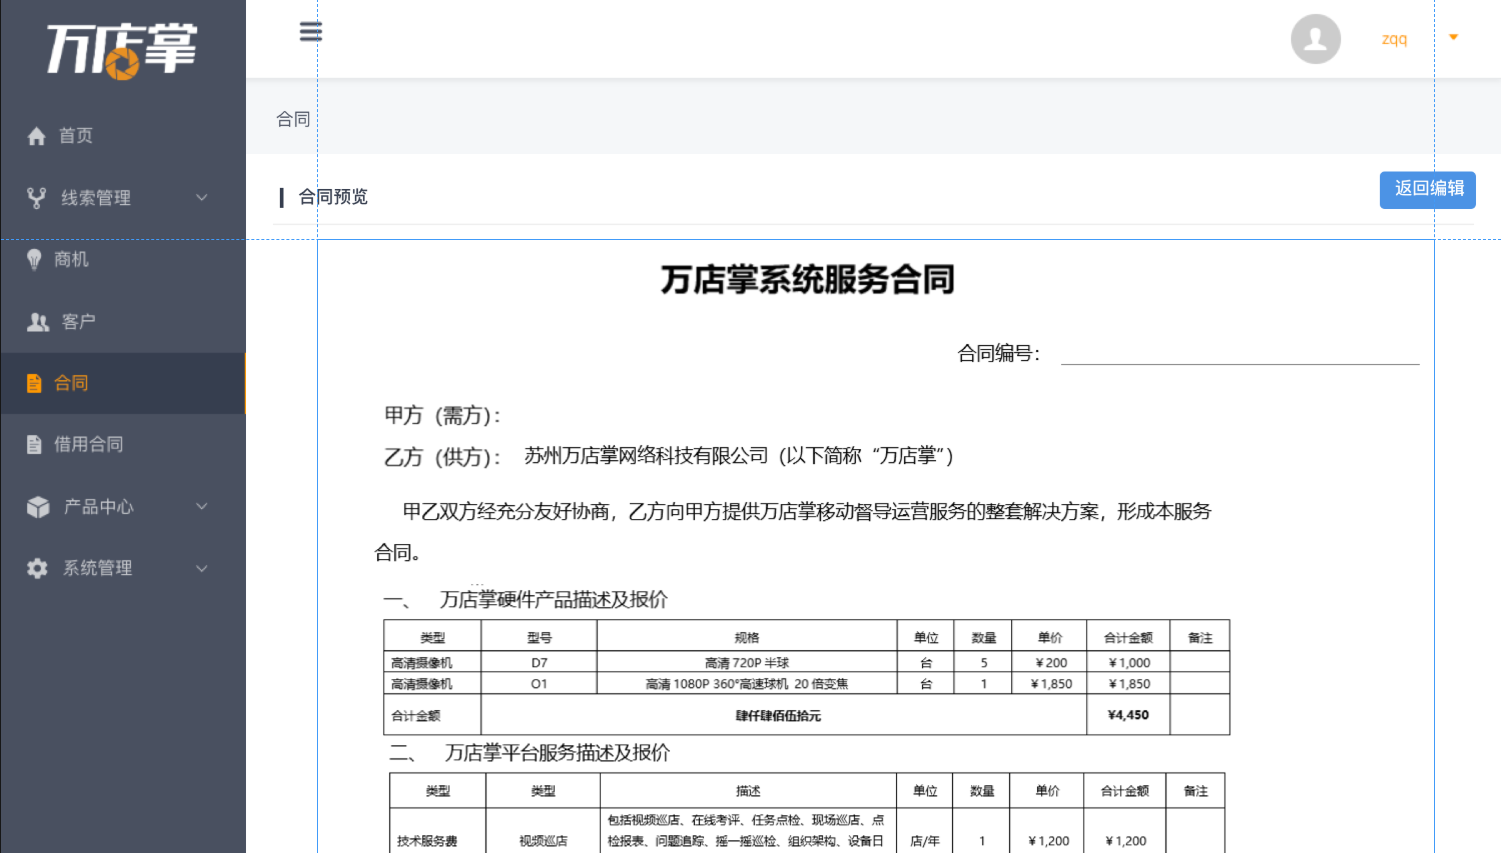 万店掌
zqq
首页
线索管理
商机
客户
合同
借用合同
产品中心
系统管理
合同
合同预览
返回编辑
万店掌系统服务合同
合同编号：
甲方（需方）：
乙方（供方）： 苏州万店掌网络科技有限公司（以下简称“万店掌”）
甲乙双方经充分友好协商，乙方向甲方提供万店掌移动督导运营服务的整套解决方案，形成本服务
合同。
一、 万店掌硬件产品描述及报价
类型 型号 规格 单位 数量 单价 合计金额 备注
高清摄像机 D7 高清 720P 半球 台 5 ¥200 ¥1,000
高清摄像机 O1 高清 1080P 360°高速球机 20 倍变焦 台 1 ¥1,850 ¥1,850
合计金额 肆仟肆佰伍拾元 ¥4,450
二、 万店掌平台服务描述及报价
类型 类型 描述 单位 数量 单价 合计金额 备注
包括视频巡店、在线考评、任务点检、现场巡店、点
技术服务费 视频巡店 检报表、问题追踪、摇一摇巡检、组织架构、设备日 店/年 1 ¥1,200 ¥1,200